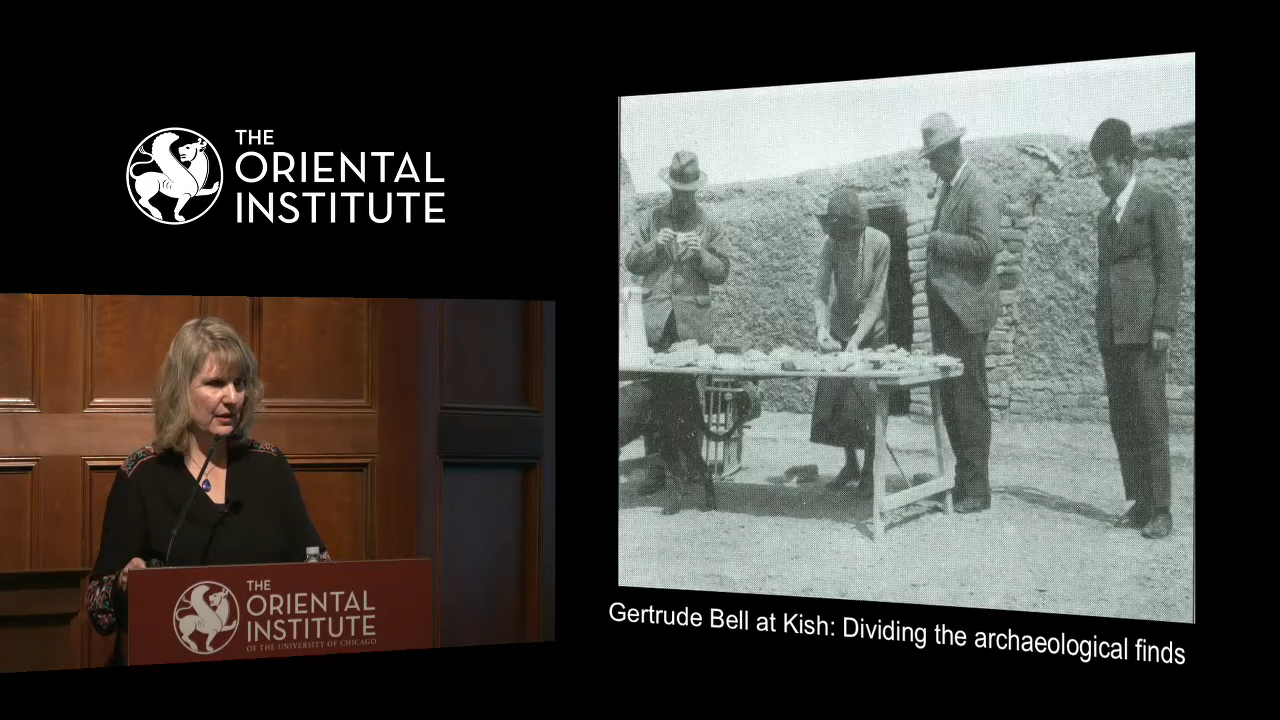 THE
ORIENTAL
INSTITUTE
Gertrude Bell at Kish: Dividing the archaeological finds
THE
ORIENTAL
INSTITUTE
OF THE UNIVERSITY OF CHICAGO